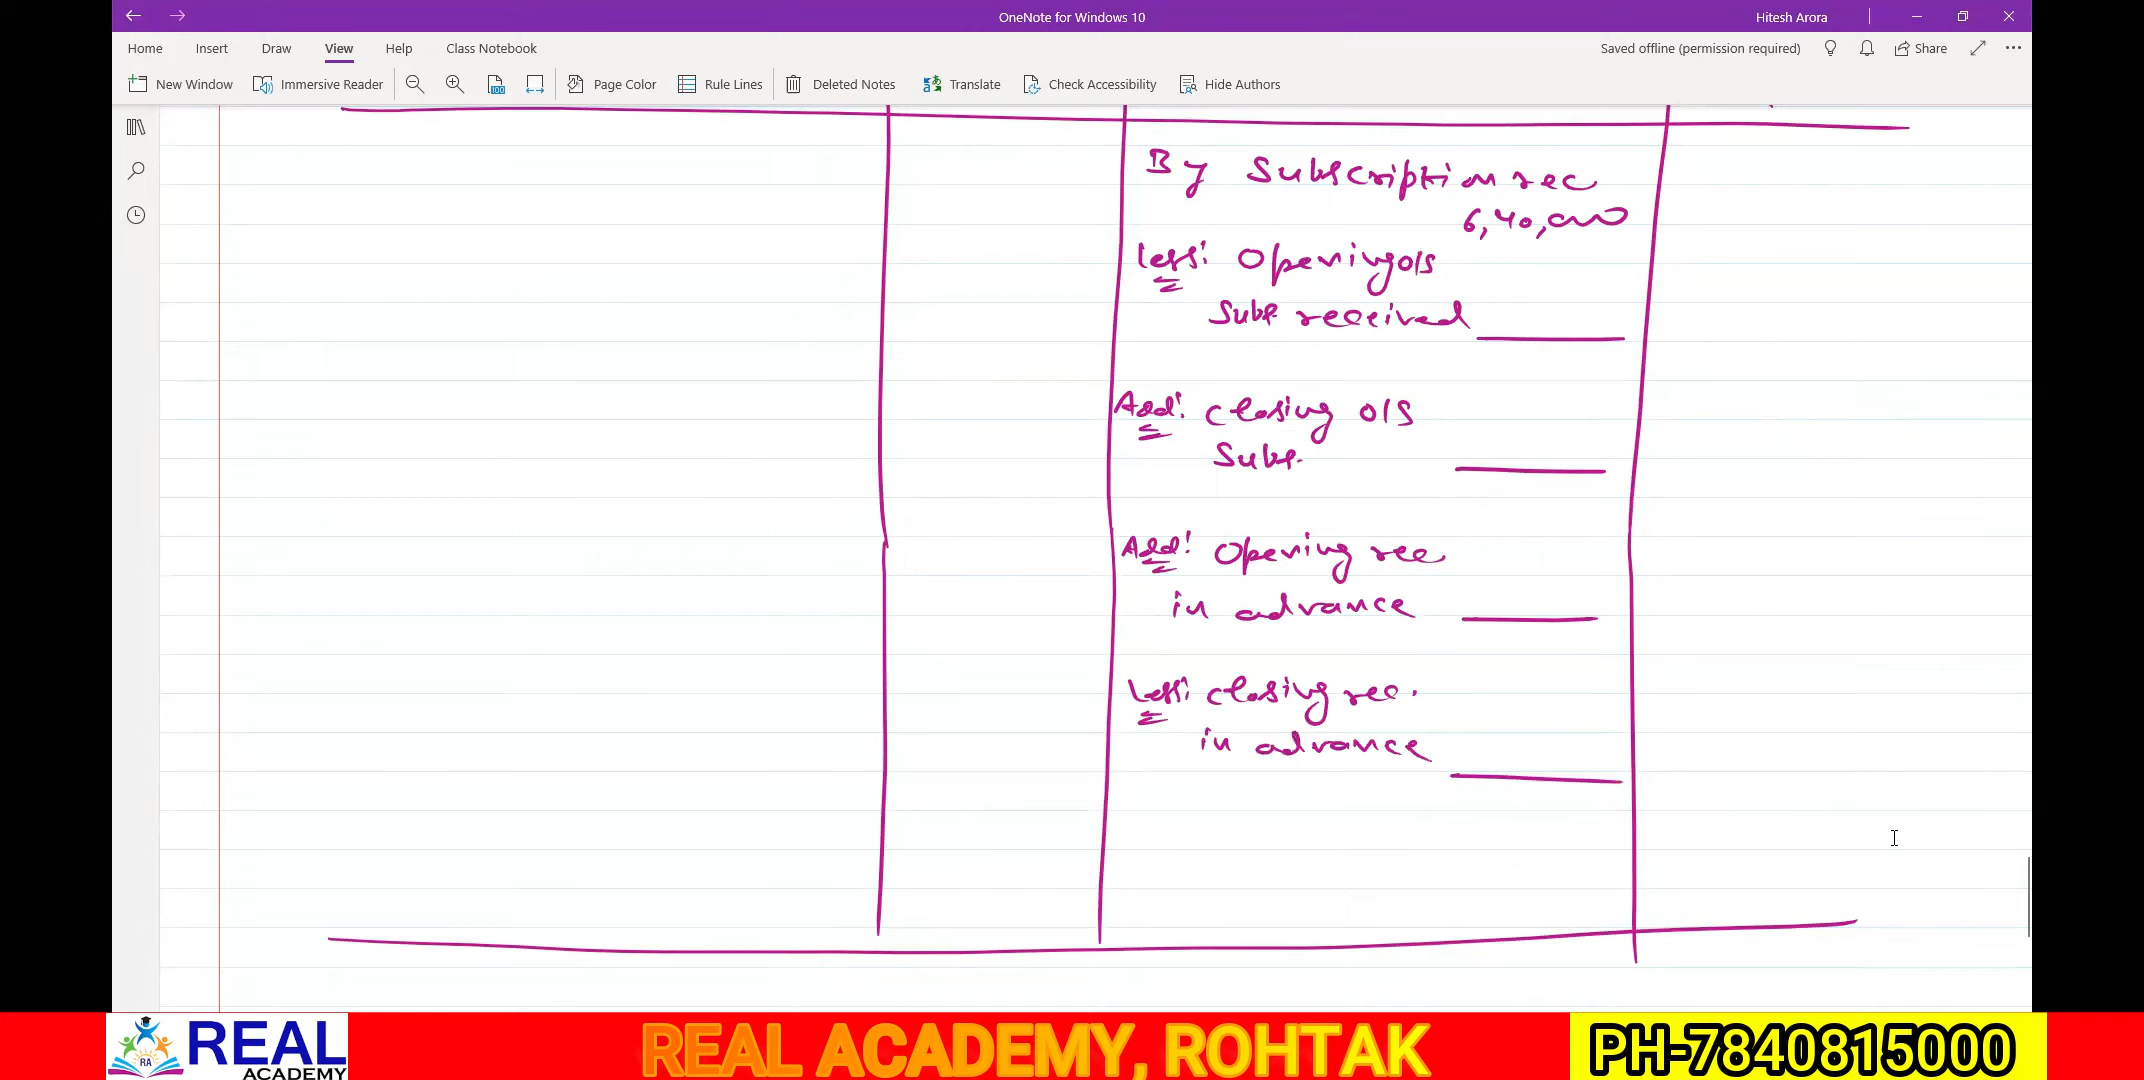 OneNote for Windows 10
Hitesh Arora
Home Insert Draw View Help Class Notebook
Saved offline (permission required) Share
New Window Immersive Reader 100 Page Color Rule Lines Deleted Notes Translate Check Accessibility Hide Authors
By Subscription rec
6,40,000
Less: Opening O/S
Subs received
Add: Closing O/S
Subs.
Add: Opening rec
in advance
Less: Closing rec.
in advance
RA REAL ACADEMY
REAL ACADEMY, ROHTAK
PH-7840815000